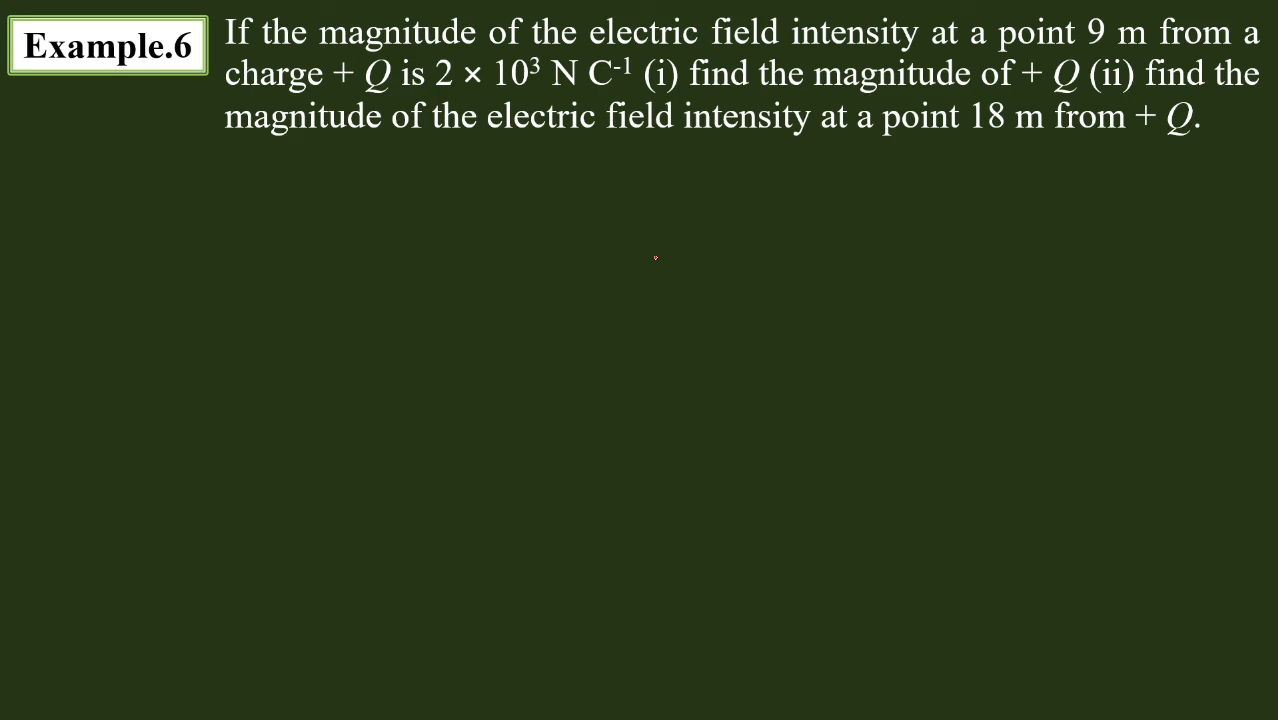 Example.6
If the magnitude of the electric field intensity at a point 9 m from a
charge + Q is 2 × 10³ N C⁻¹ (i) find the magnitude of + Q (ii) find the
magnitude of the electric field intensity at a point 18 m from + Q.